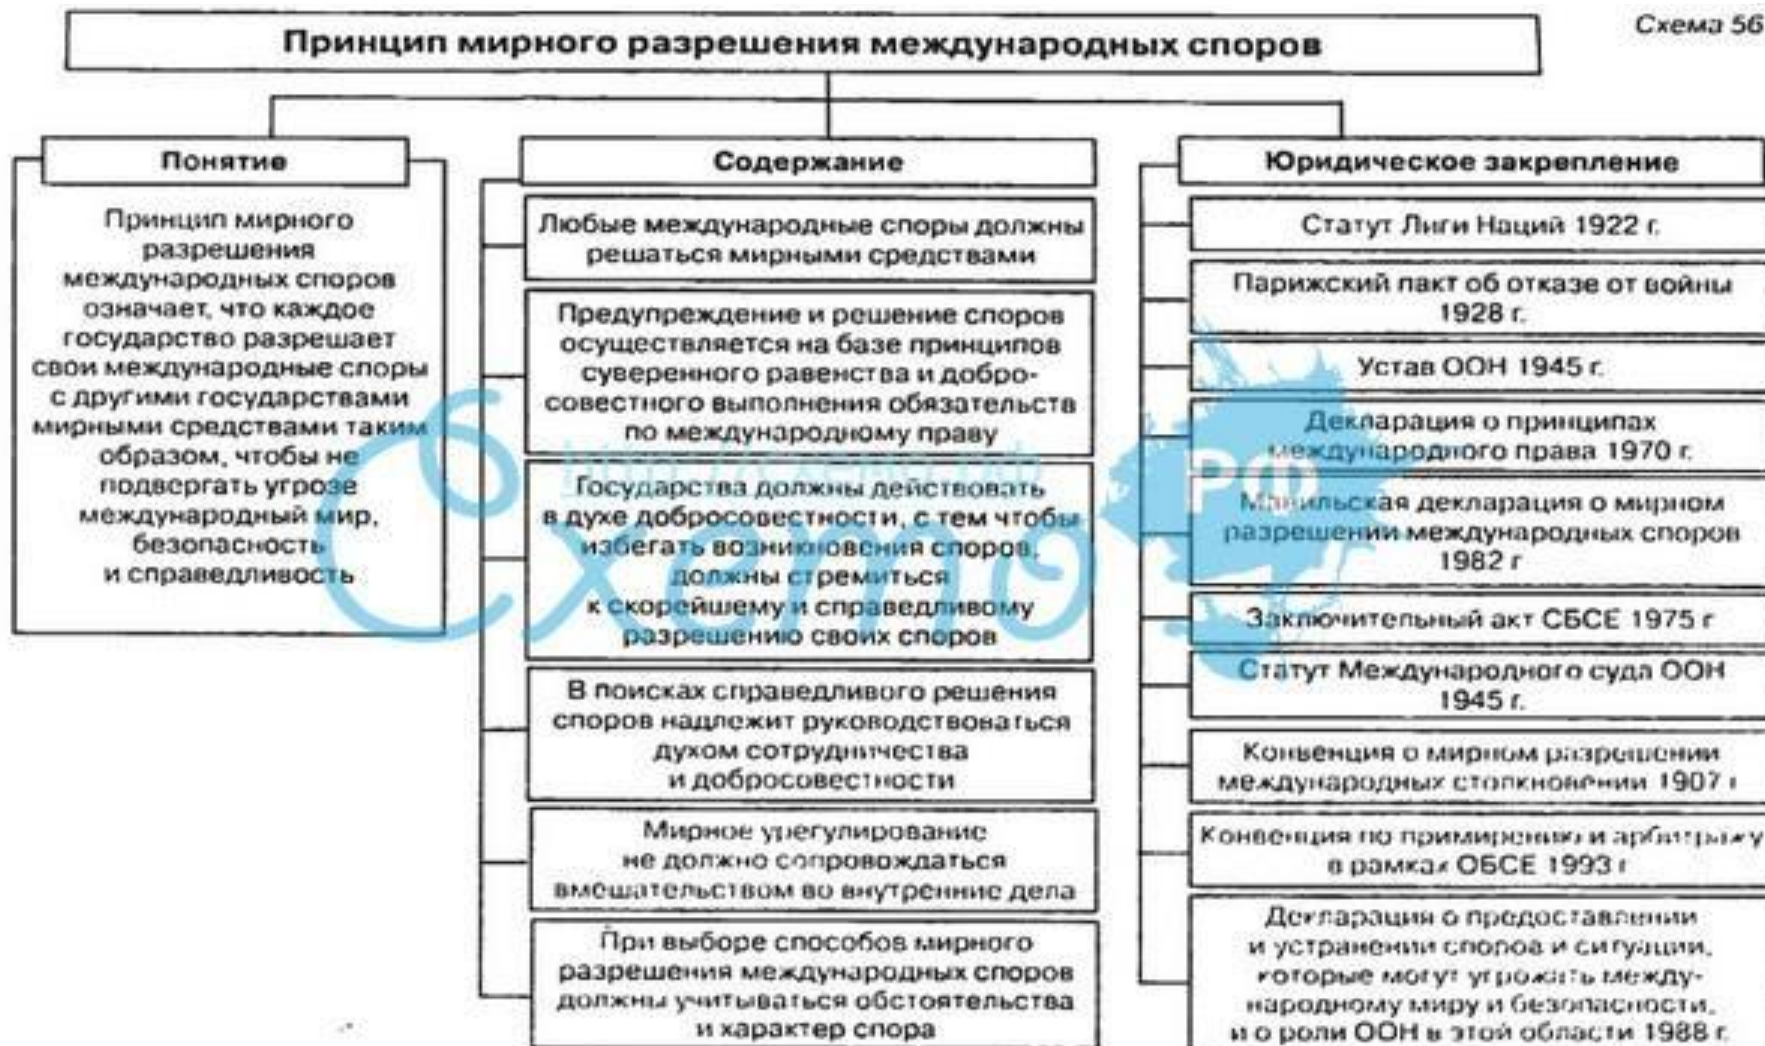 Схема 56
Принцип мирного разрешения международных споров
Понятие
Принцип мирного
разрешения
международных споров
означает, что каждое
государство разрешает
свои международные споры
с другими государствами
мирными средствами таким
образом, чтобы не
подвергать угрозе
международный мир,
безопасность
и справедливость
Содержание
Любые международные споры должны
решаться мирными средствами
Предупреждение и решение споров
осуществляется на базе принципов
суверенного равенства и добро-
совестного выполнения обязательств
по международному праву
Государства должны действовать
в духе добросовестности, с тем чтобы
избегать возникновения споров,
должны стремиться
к скорейшему и справедливому
разрешению своих споров
В поисках справедливого решения
споров надлежит руководствоваться
духом сотрудничества
и добросовестности
Мирное урегулирование
не должно сопровождаться
вмешательством во внутренние дела
При выборе способов мирного
разрешения международных споров
должны учитываться обстоятельства
и характер спора
Юридическое закрепление
Статут Лиги Наций 1922 г.
Парижский пакт об отказе от войны
1928 г.
Устав ООН 1945 г.
Декларация о принципах
международного права 1970 г.
Манильская декларация о мирном
разрешении международных споров
1982 г
Заключительный акт СБСЕ 1975 г
Статут Международного суда ООН
1945 г.
Конвенция о мирном разрешении
международных столкновении 1907 г
Конвенция по примирению и арбитражу
в рамках ОБСЕ 1993 г
Декларация о предоставлении
и устранении споров и ситуации,
которые могут угрожать между-
народному миру и безопасности,
и о роли ООН в этой области 1988 г.
Схемо
РФ